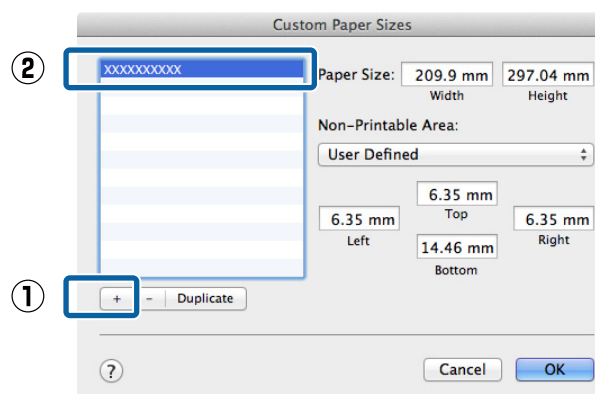 Custom Paper Sizes
②
XXXXXXXXXX
Paper Size: 209.9 mm 297.04 mm
Width Height
Non-Printable Area:
User Defined
6.35 mm
Top
6.35 mm 6.35 mm
Left Right
14.46 mm
Bottom
①
+ - Duplicate
? Cancel OK